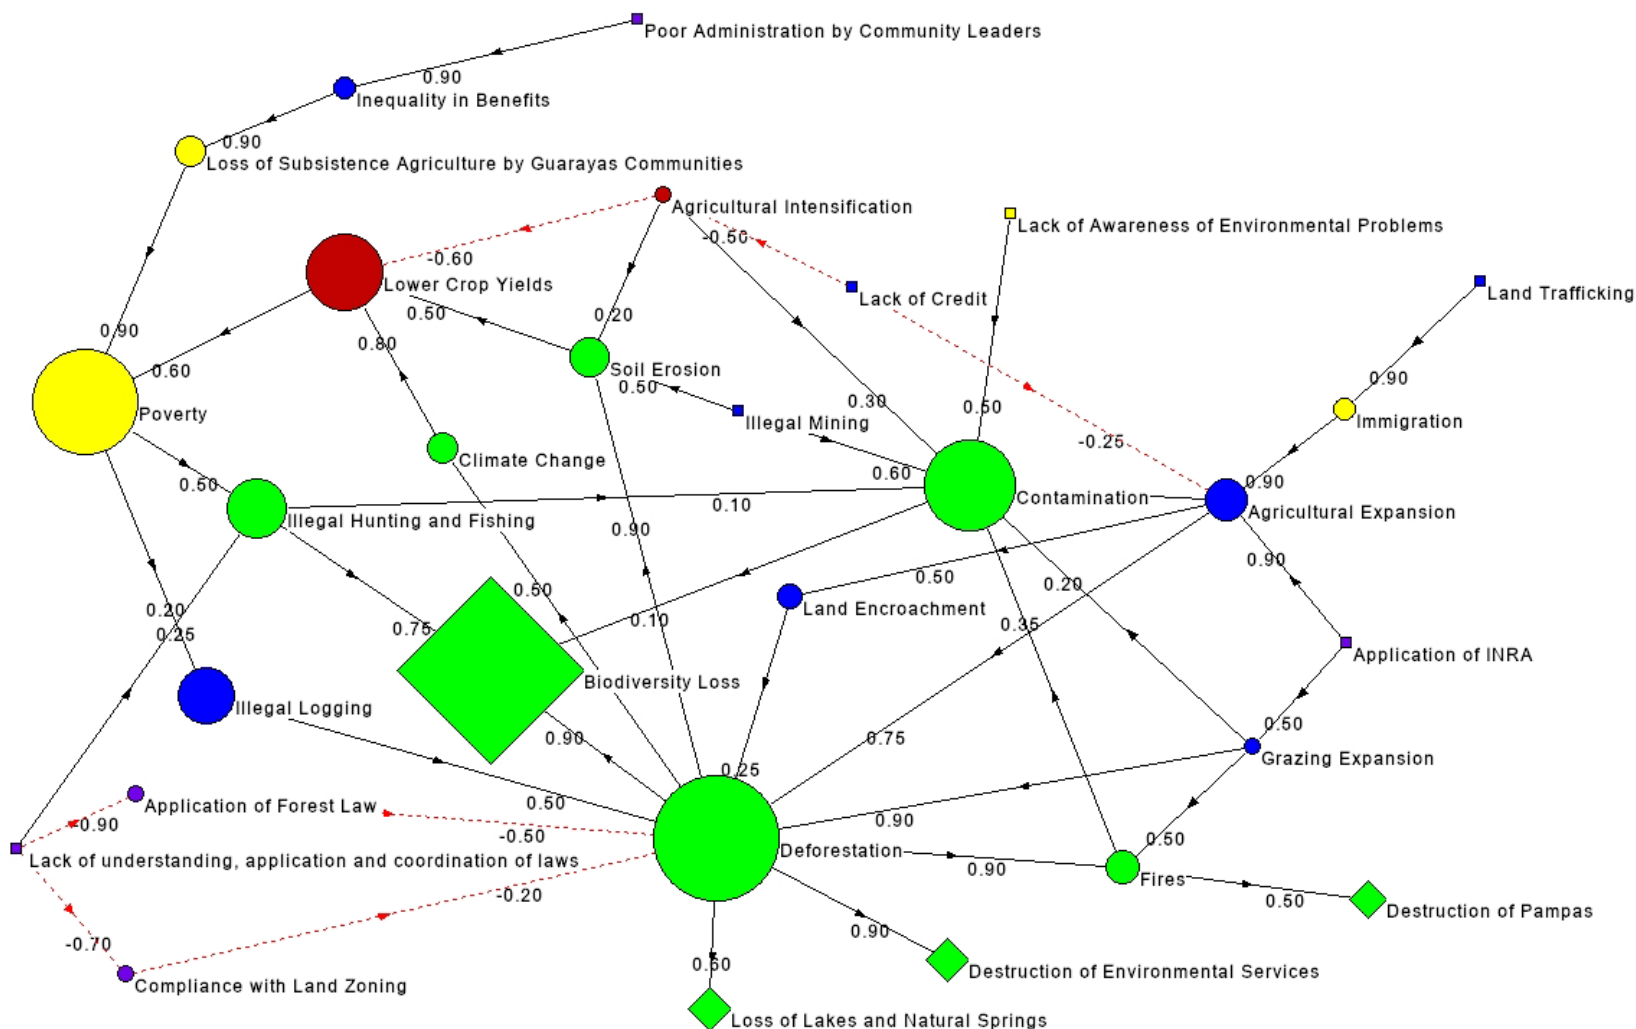 Poor Administration by Community Leaders
0.90
Inequality in Benefits
0.90
Loss of Subsistence Agriculture by Guarayas Communities
Agricultural Intensification
-0.50
Lack of Awareness of Environmental Problems
-0.60
Lower Crop Yields
Lack of Credit
Land Trafficking
0.50
0.20
0.90
0.80
0.60
Soil Erosion
0.50
0.90
Poverty
0.30
0.50
Illegal Mining
Immigration
-0.25
Climate Change
0.60
0.90
0.50
Contamination
0.10
Agricultural Expansion
Illegal Hunting and Fishing
0.90
0.90
0.50
0.50
0.20
0.20
0.25
0.75
0.10
Land Encroachment
0.35
Application of INRA
Biodiversity Loss
Illegal Logging
0.90
0.75
0.50
Grazing Expansion
0.25
Application of Forest Law
0.50
-0.90
-0.50
0.90
0.50
Lack of understanding, application and coordination of laws
Deforestation
0.90
Fires
-0.20
0.50
Destruction of Pampas
-0.70
0.90
0.60
Destruction of Environmental Services
Compliance with Land Zoning
Loss of Lakes and Natural Springs